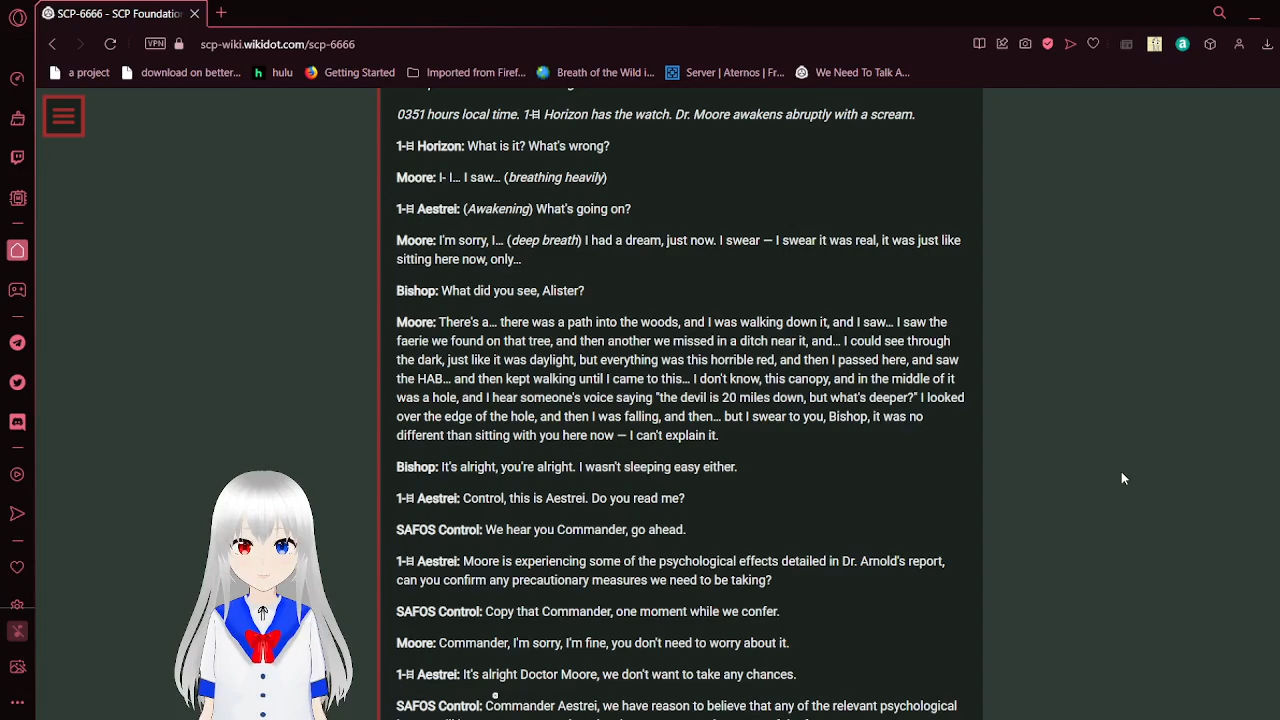 SCP-6666 - SCP Foundation
scp-wiki.wikidot.com/scp-6666
VPN
a project
download on better...
hulu
Getting Started
Imported from Firef...
Breath of the Wild i...
Server | Aternos | Fr...
We Need To Talk A...
0351 hours local time. 1-ꟻ Horizon has the watch. Dr. Moore awakens abruptly with a scream.
Horizon: What is it? What's wrong?
Moore: I- I... I saw... (breathing heavily)
Aestrei: (Awakening) What's going on?
Moore: I'm sorry, I... (deep breath) I had a dream, just now. I swear — I swear it was real, it was just like
sitting here now, only...
Bishop: What did you see, Alister?
Moore: There's a... there was a path into the woods, and I was walking down it, and I saw... I saw the
faerie we found on that tree, and then another we missed in a ditch near it, and... I could see through
the dark, just like it was daylight, but everything was this horrible red, and then I passed here, and saw
the HAB... and then kept walking until I came to this... I don't know, this canopy, and in the middle of it
was a hole, and I hear someone's voice saying "the devil is 20 miles down, but what's deeper?" I looked
over the edge of the hole, and then I was falling, and then... but I swear to you, Bishop, it was no
different than sitting with you here now — I can't explain it.
Bishop: It's alright, you're alright. I wasn't sleeping easy either.
Aestrei: Control, this is Aestrei. Do you read me?
SAFOS Control: We hear you Commander, go ahead.
Aestrei: Moore is experiencing some of the psychological effects detailed in Dr. Arnold's report,
can you confirm any precautionary measures we need to be taking?
SAFOS Control: Copy that Commander, one moment while we confer.
Moore: Commander, I'm sorry, I'm fine, you don't need to worry about it.
Aestrei: It's alright Doctor Moore, we don't want to take any chances.
SAFOS Control: Commander Aestrei, we have reason to believe that any of the relevant psychological